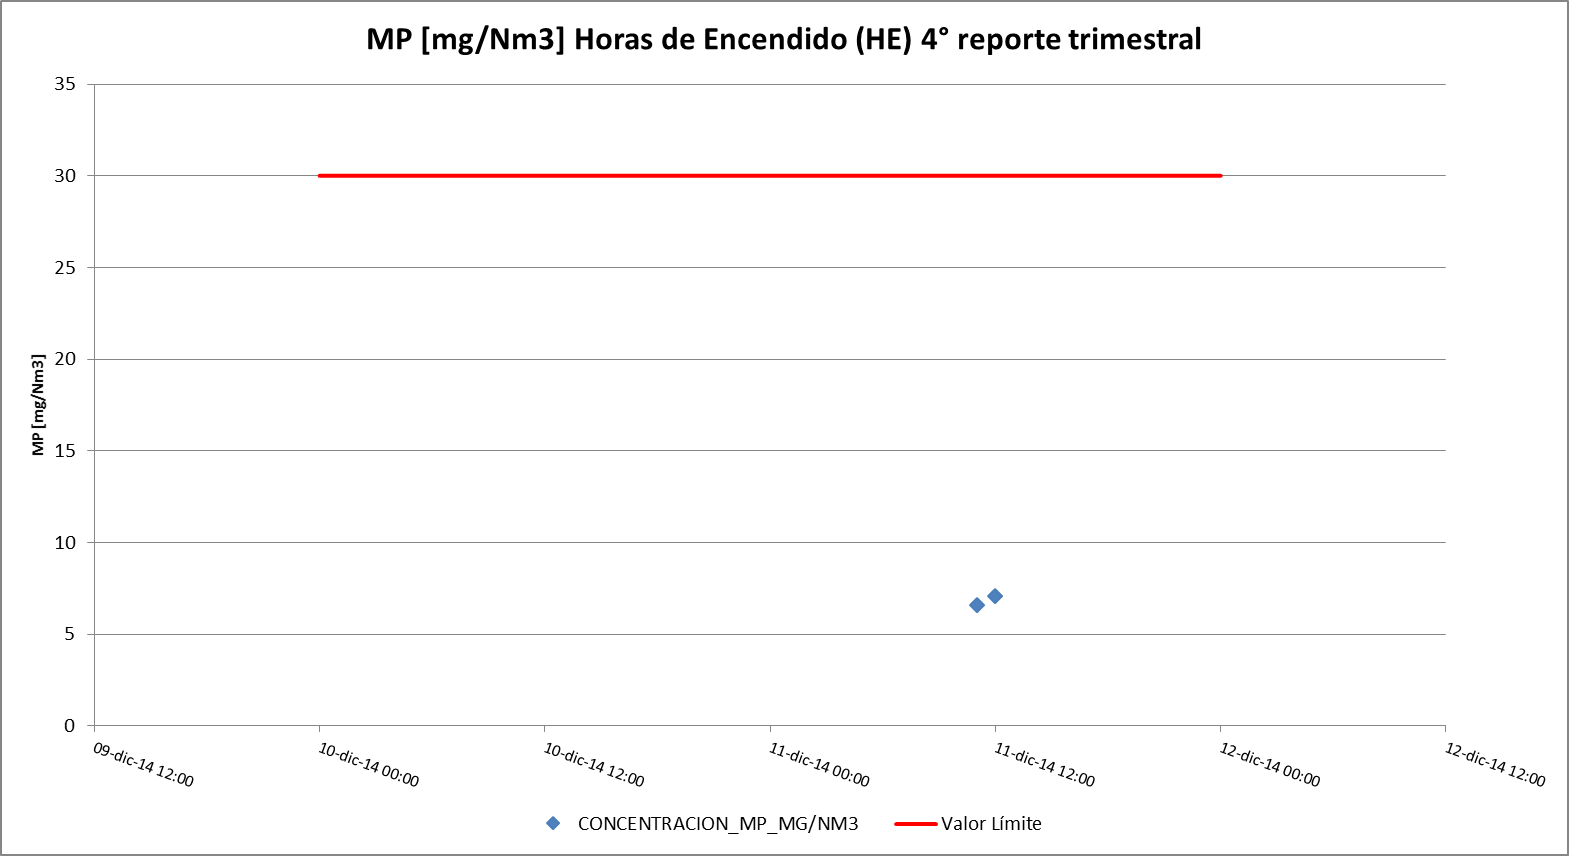 MP [mg/Nm3] Horas de Encendido (HE) 4° reporte trimestral
35
30
25
20
15
10
5
0
MP [mg/Nm3]
09-dic-14 12:00
10-dic-14 00:00
10-dic-14 12:00
11-dic-14 00:00
11-dic-14 12:00
12-dic-14 00:00
12-dic-14 12:00
CONCENTRACION_MP_MG/NM3
Valor Límite